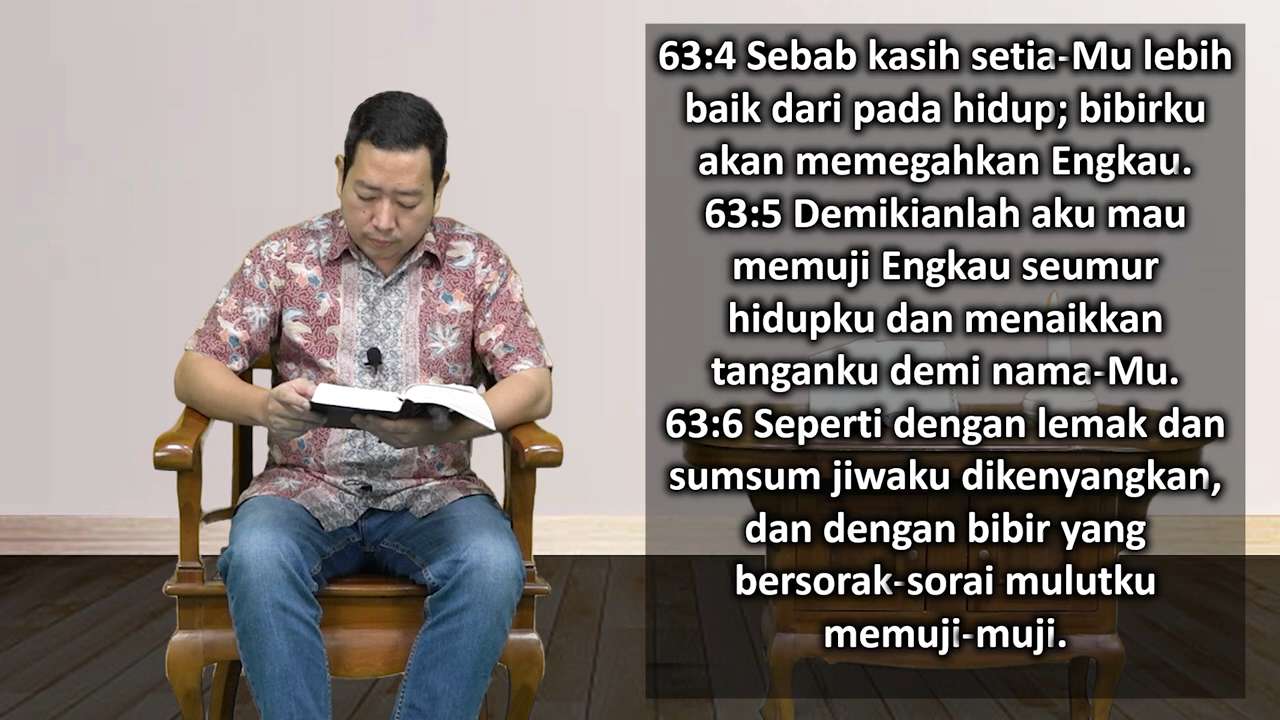 63:4 Sebab kasih setia-Mu lebih
baik dari pada hidup; bibirku
akan memegahkan Engkau.
63:5 Demikianlah aku mau
memuji Engkau seumur
hidupku dan menaikkan
tanganku demi nama-Mu.
63:6 Seperti dengan lemak dan
sumsum jiwaku dikenyangkan,
dan dengan bibir yang
bersorak-sorai mulutku
memuji-muji.